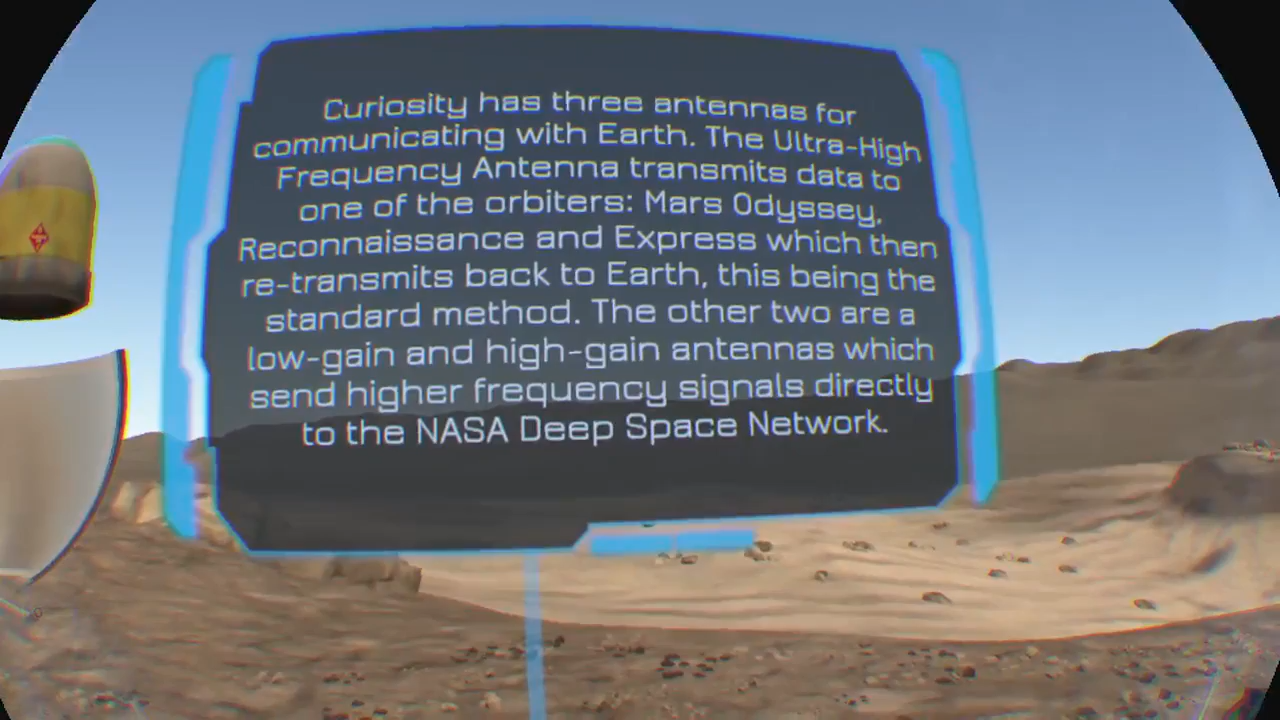 Curiosity has three antennas for
communicating with Earth. The Ultra-High
Frequency Antenna transmits data to
one of the orbiters: Mars Odyssey,
Reconnaissance and Express which then
re-transmits back to Earth, this being the
standard method. The other two are a
low-gain and high-gain antennas which
send higher frequency signals directly
to the NASA Deep Space Network.